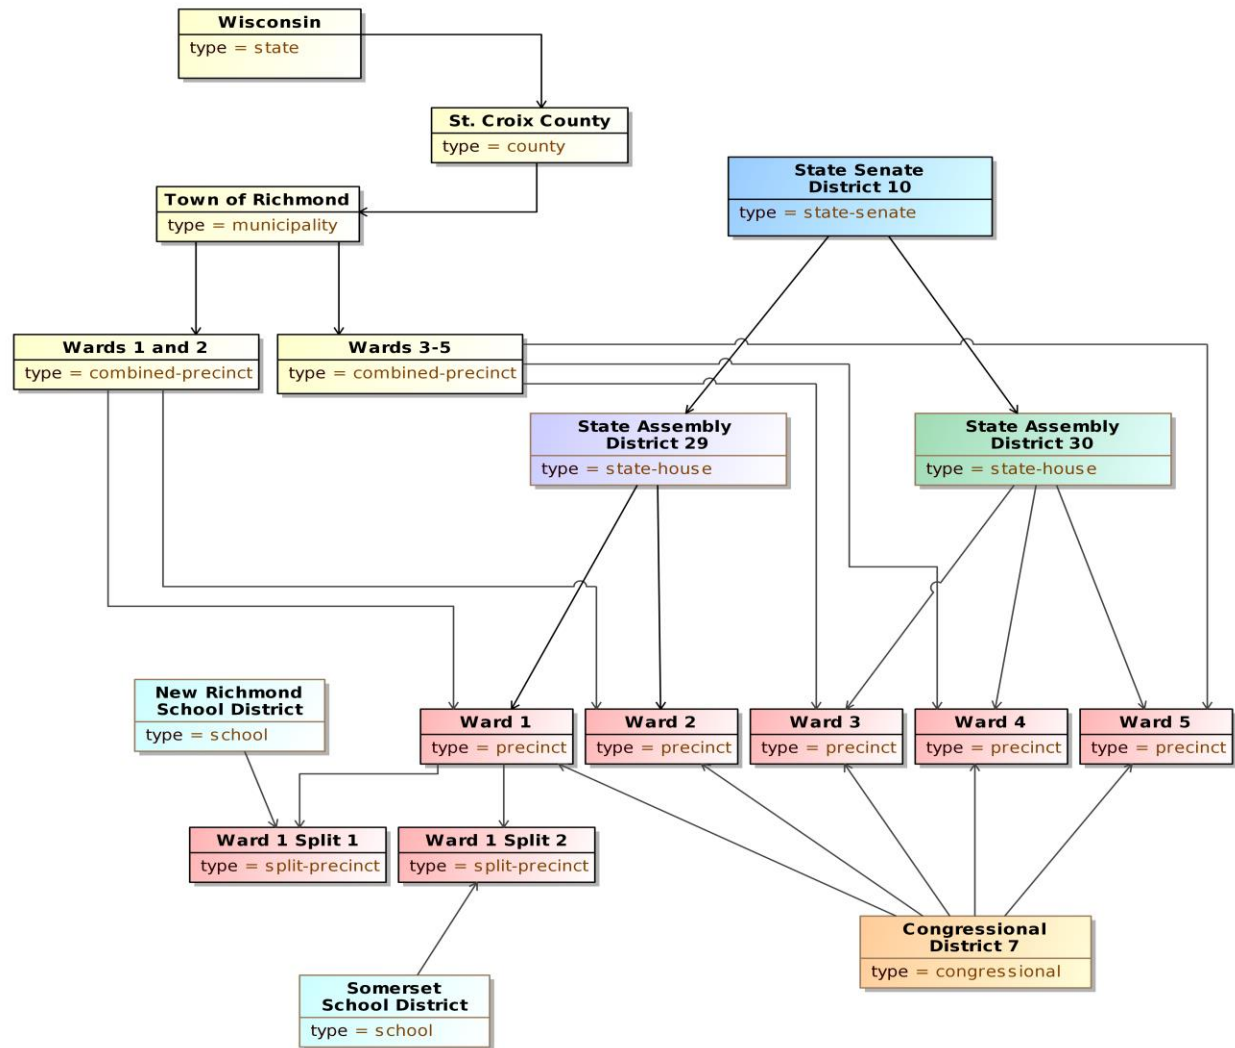 Wisconsin
type = state
St. Croix County
type = county
State Senate
District 10
type = state-senate
Town of Richmond
type = municipality
Wards 1 and 2
type = combined-precinct
Wards 3-5
type = combined-precinct
State Assembly
District 29
type = state-house
State Assembly
District 30
type = state-house
New Richmond
School District
type = school
Ward 1
type = precinct
Ward 2
type = precinct
Ward 3
type = precinct
Ward 4
type = precinct
Ward 5
type = precinct
Ward 1 Split 1
type = split-precinct
Ward 1 Split 2
type = split-precinct
Congressional
District 7
type = congressional
Somerset
School District
type = school